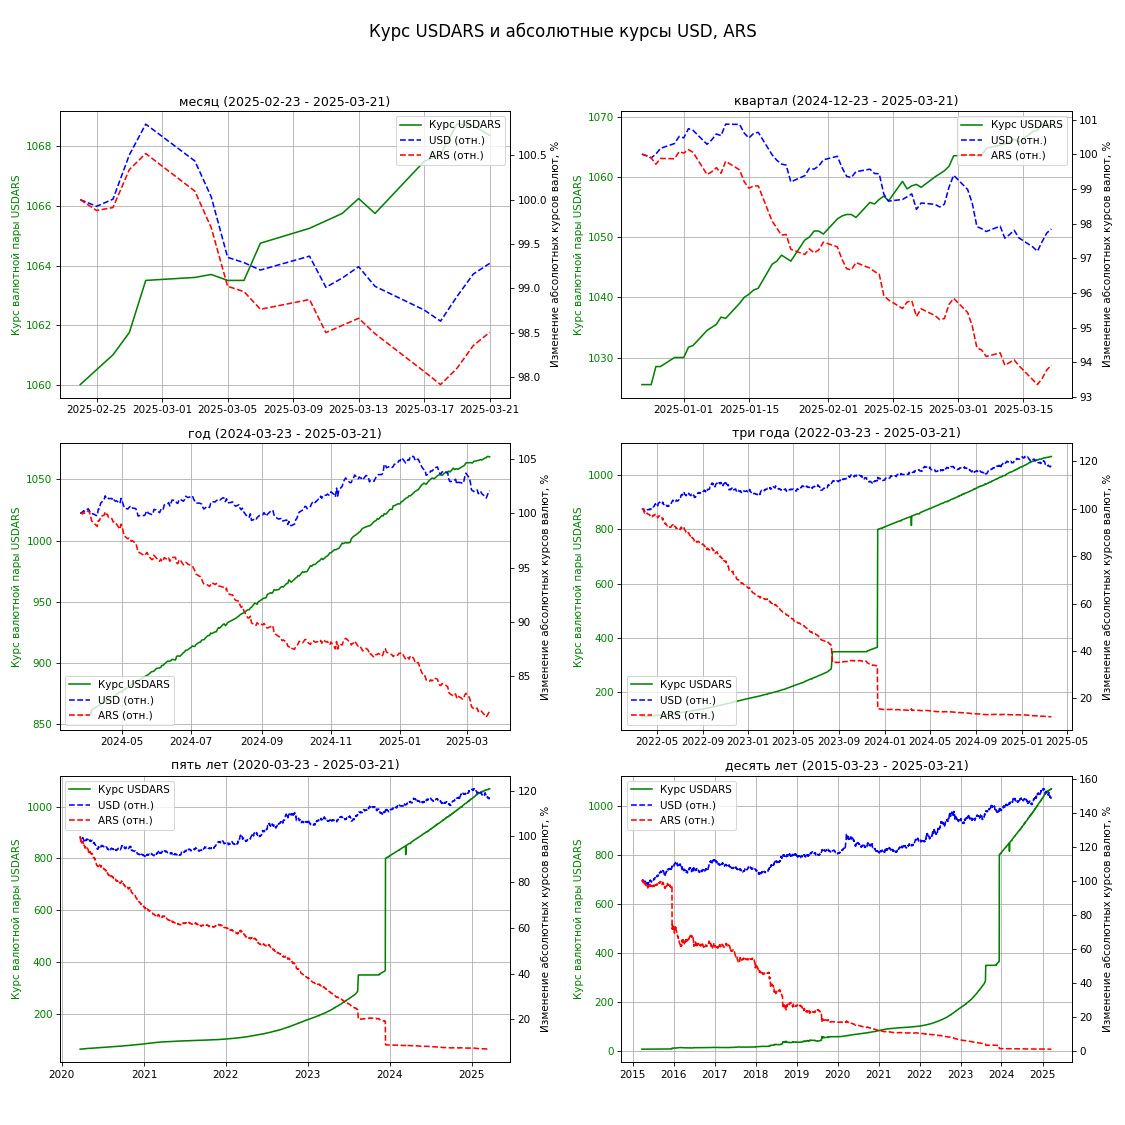 Курс USDARS и абсолютные курсы USD, ARS
месяц (2025-02-23 - 2025-03-21)
Курс валютной пары USDARS
1068
1066
1064
1062
1060
Курс USDARS
USD (отн.)
ARS (отн.)
100.5
100.0
99.5
99.0
98.5
98.0
Изменение абсолютных курсов валют, %
2025-02-25 2025-03-01 2025-03-05 2025-03-09 2025-03-13 2025-03-17 2025-03-21
квартал (2024-12-23 - 2025-03-21)
Курс валютной пары USDARS
1070
1060
1050
1040
1030
Курс USDARS
USD (отн.)
ARS (отн.)
101
100
99
98
97
96
95
94
93
Изменение абсолютных курсов валют, %
2025-01-01 2025-01-15 2025-02-01 2025-02-15 2025-03-01 2025-03-15
год (2024-03-23 - 2025-03-21)
Курс валютной пары USDARS
1050
1000
950
900
850
Курс USDARS
USD (отн.)
ARS (отн.)
105
100
95
90
85
Изменение абсолютных курсов валют, %
2024-05 2024-07 2024-09 2024-11 2025-01 2025-03
три года (2022-03-23 - 2025-03-21)
Курс валютной пары USDARS
1000
800
600
400
200
Курс USDARS
USD (отн.)
ARS (отн.)
120
100
80
60
40
20
Изменение абсолютных курсов валют, %
2022-05 2022-09 2023-01 2023-05 2023-09 2024-01 2024-05 2024-09 2025-01 2025-05
пять лет (2020-03-23 - 2025-03-21)
Курс валютной пары USDARS
1000
800
600
400
200
Курс USDARS
USD (отн.)
ARS (отн.)
120
100
80
60
40
20
Изменение абсолютных курсов валют, %
2020 2021 2022 2023 2024 2025
десять лет (2015-03-23 - 2025-03-21)
Курс валютной пары USDARS
1000
800
600
400
200
0
Курс USDARS
USD (отн.)
ARS (отн.)
160
140
120
100
80
60
40
20
0
Изменение абсолютных курсов валют, %
2015 2016 2017 2018 2019 2020 2021 2022 2023 2024 2025